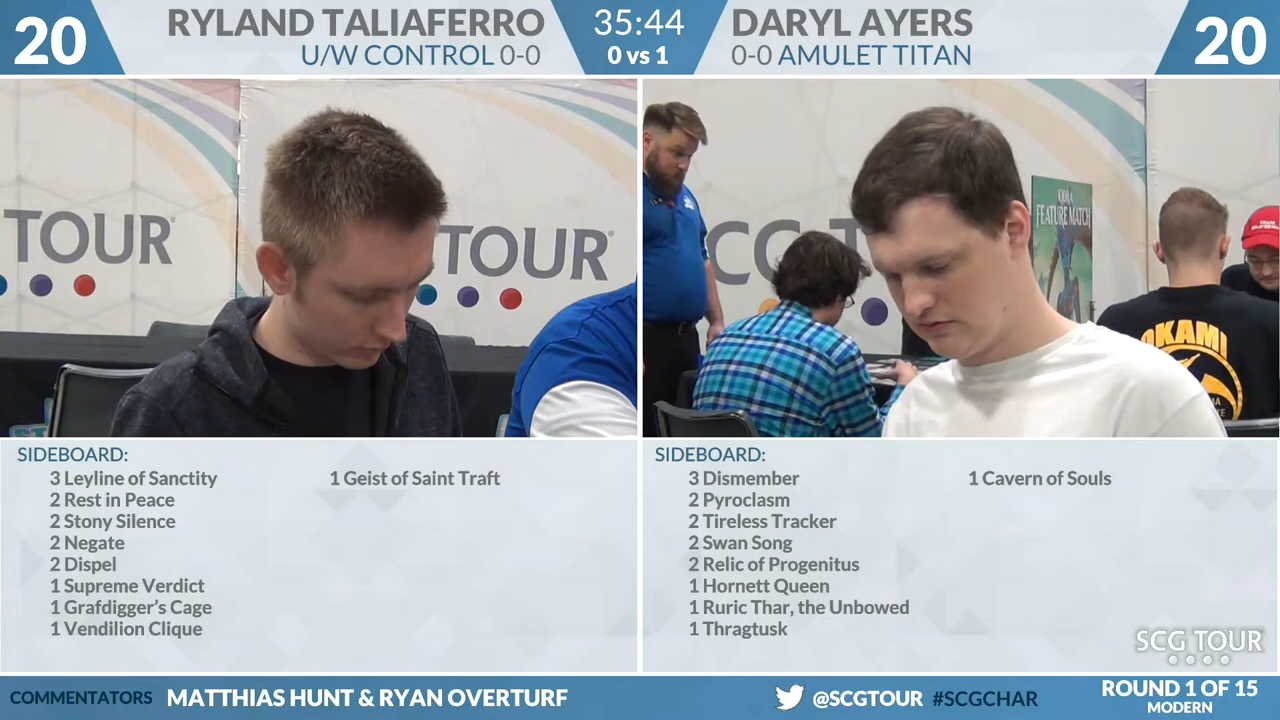 20
RYLAND TALIAFERRO
U/W CONTROL 0-0
35:44
0 vs 1
DARYL AYERS
0-0 AMULET TITAN
20
TOUR
TOUR
SCG T
FEATURE MATCH
OKAMI
SIDEBOARD:
3 Leyline of Sanctity
2 Rest in Peace
2 Stony Silence
2 Negate
2 Dispel
1 Supreme Verdict
1 Grafdigger's Cage
1 Vendilion Clique
1 Geist of Saint Traft
SIDEBOARD:
3 Dismember
2 Pyroclasm
2 Tireless Tracker
2 Swan Song
2 Relic of Progenitus
1 Hornett Queen
1 Ruric Thar, the Unbowed
1 Thragtusk
1 Cavern of Souls
SCG TOUR
COMMENTATORS MATTHIAS HUNT & RYAN OVERTURF
@SCGTOUR #SCGCHAR
ROUND 1 OF 15
MODERN